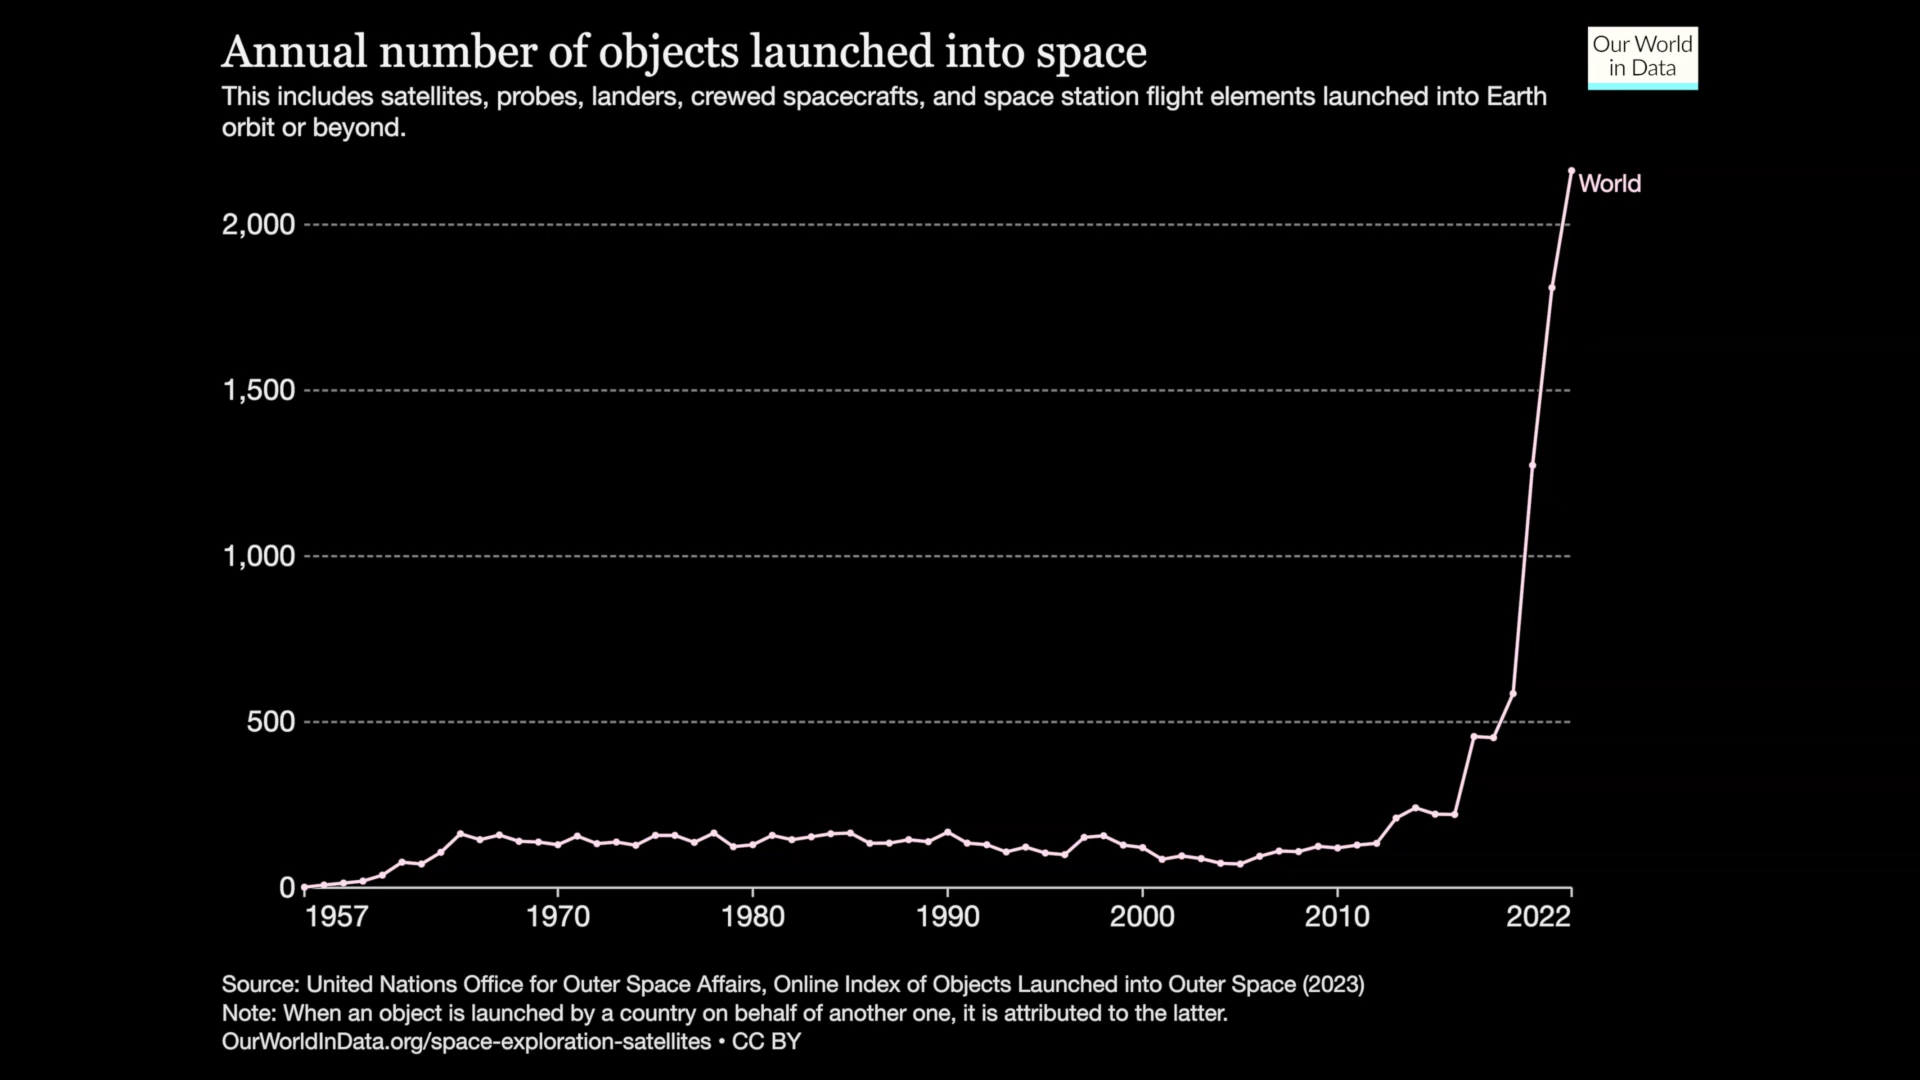 Annual number of objects launched into space
Our World
in Data
This includes satellites, probes, landers, crewed spacecrafts, and space station flight elements launched into Earth
orbit or beyond.
World
2,000
1,500
1,000
500
0
1957 1970 1980 1990 2000 2010 2022
Source: United Nations Office for Outer Space Affairs, Online Index of Objects Launched into Outer Space (2023)
Note: When an object is launched by a country on behalf of another one, it is attributed to the latter.
OurWorldInData.org/space-exploration-satellites • CC BY